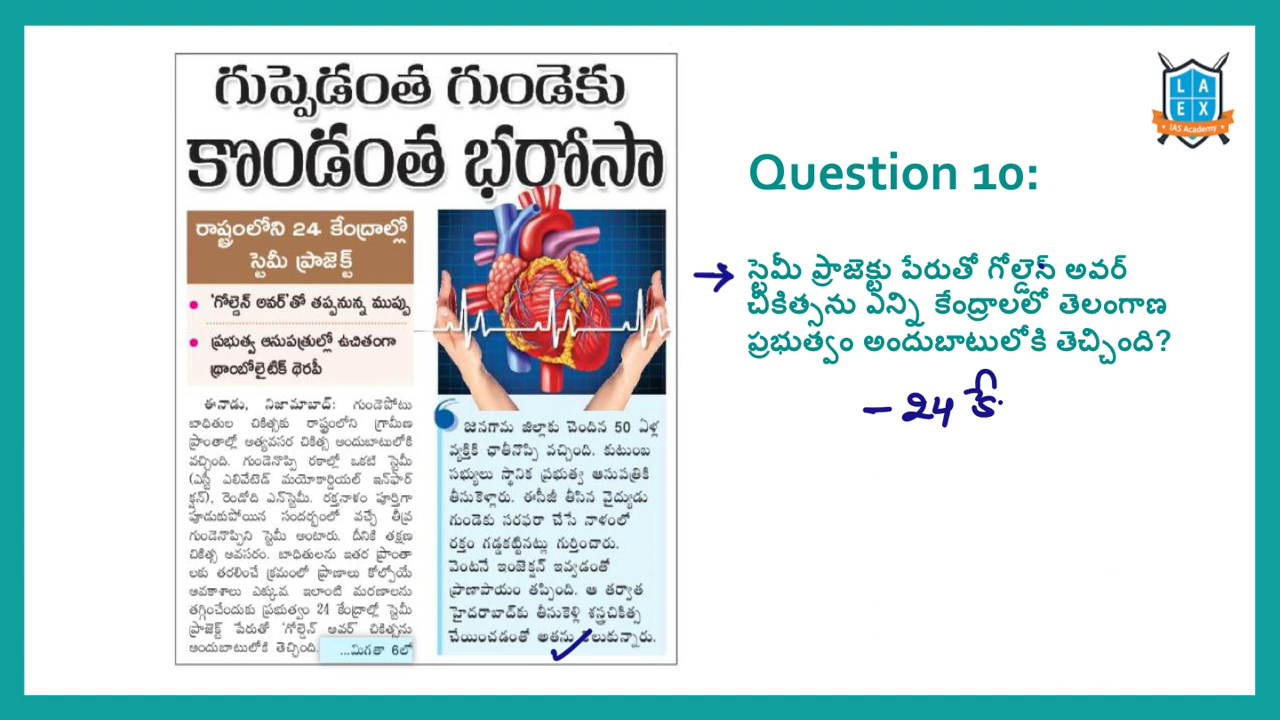 గుప్పెడంత గుండెకు
కొండంత భరోసా
రాష్ట్రంలోని 24 కేంద్రాల్లో
స్టెమీ ప్రాజెక్ట్
'గోల్డెన్ అవర్'తో తప్పనున్న ముప్పు
ప్రభుత్వ ఆసుపత్రుల్లో ఉచితంగా
థ్రాంబోలైటిక్ థెరపీ
ఈనాడు, నిజామాబాద్: గుండెపోటు
బాధితుల చికిత్సకు రాష్ట్రంలోని గ్రామీణ
ప్రాంతాల్లో అత్యవసర చికిత్స అందుబాటులోకి
వచ్చింది. గుండెనొప్పి రకాల్లో ఒకటి స్టెమీ
(ఎస్టీ ఎలివేటెడ్ మయోకార్డియల్ ఇన్‌ఫార్
క్షన్), రెండోది ఎన్‌స్టెమీ. రక్తనాళం పూర్తిగా
పూడుకుపోయిన సందర్భంలో వచ్చే తీవ్ర
గుండెనొప్పిని స్టెమీ అంటారు. దీనికి తక్షణ
చికిత్స అవసరం. బాధితులను ఇతర ప్రాంతా
లకు తరలించే క్రమంలో ప్రాణాలు కోల్పోయే
అవకాశాలు ఎక్కువ. ఇలాంటి మరణాలను
తగ్గించేందుకు ప్రభుత్వం 24 కేంద్రాల్లో స్టెమీ
ప్రాజెక్ట్ పేరుతో 'గోల్డెన్ అవర్' చికిత్సను
అందుబాటులోకి తెచ్చింది.
...మిగతా 6లో
జనగామ జిల్లాకు చెందిన 50 ఏళ్ల
వ్యక్తికి ఛాతీనొప్పి వచ్చింది. కుటుంబ
సభ్యులు స్థానిక ప్రభుత్వ ఆసుపత్రికి
తీసుకెళ్లారు. ఈసీజీ తీసిన వైద్యుడు
గుండెకు సరఫరా చేసే నాళంలో
రక్తం గడ్డకట్టినట్లు గుర్తించారు.
వెంటనే ఇంజెక్షన్ ఇవ్వడంతో
ప్రాణాపాయం తప్పింది. ఆ తర్వాత
హైదరాబాద్‌కు తీసుకెళ్లి శస్త్రచికిత్స
చేయించడంతో అతను కోలుకున్నారు.
L A
E X
IAS Academy
Question 10:
→ స్టెమీ ప్రాజెక్టు పేరుతో గోల్డెన్ అవర్
చికిత్సను ఎన్ని కేంద్రాలలో తెలంగాణ
ప్రభుత్వం అందుబాటులోకి తెచ్చింది?
- 24 కే.